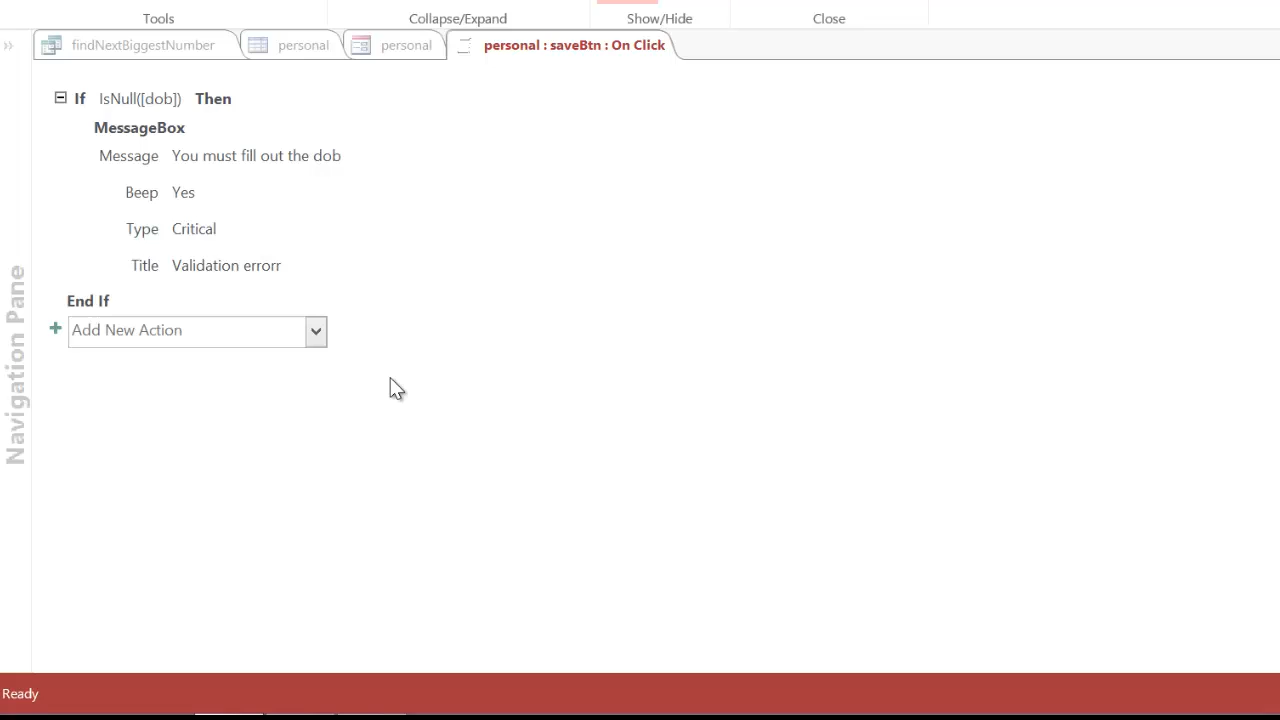 Tools Collapse/Expand Show/Hide Close
» findNextBiggestNumber personal personal personal : saveBtn : On Click
If IsNull([dob]) Then
MessageBox
Message You must fill out the dob
Beep Yes
Type Critical
Title Validation errorr
End If
Add New Action
Navigation Pane
Ready